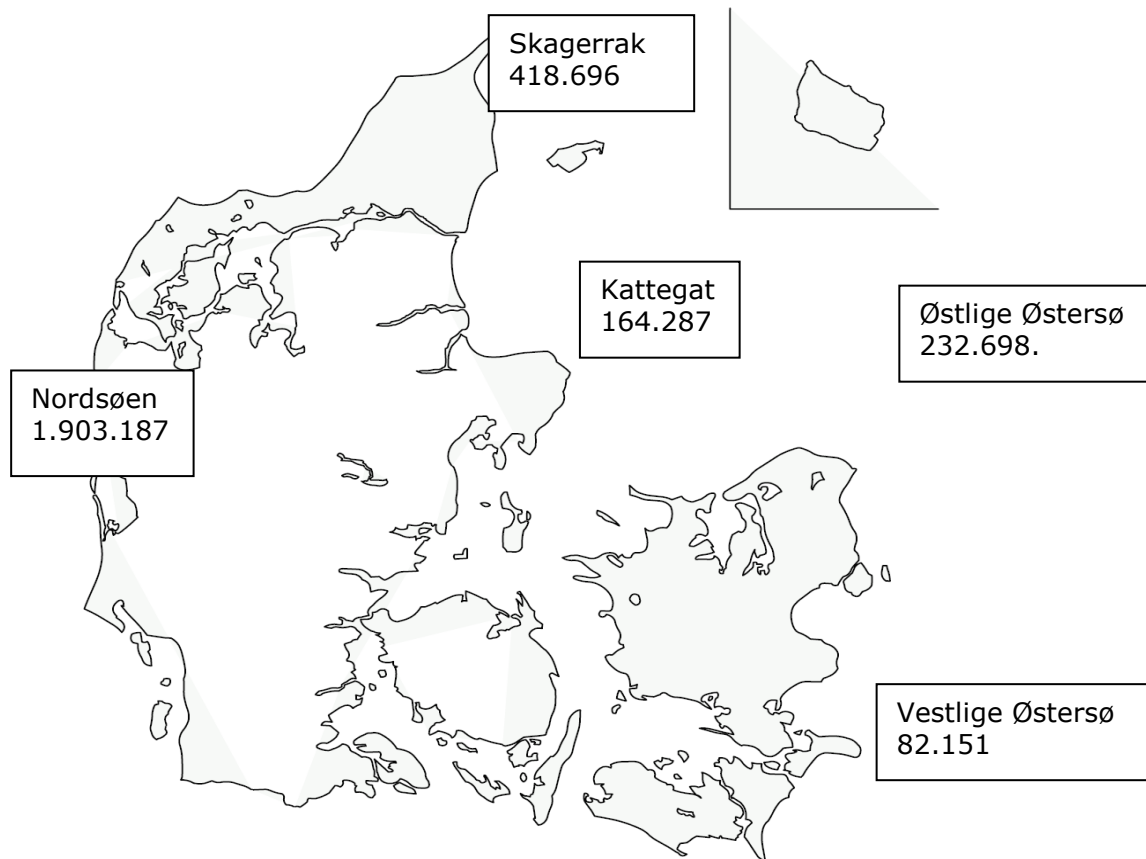 Skagerrak
418.696
Kattegat
164.287
Østlige Østersø
232.698.
Nordsøen
1.903.187
Vestlige Østersø
82.151